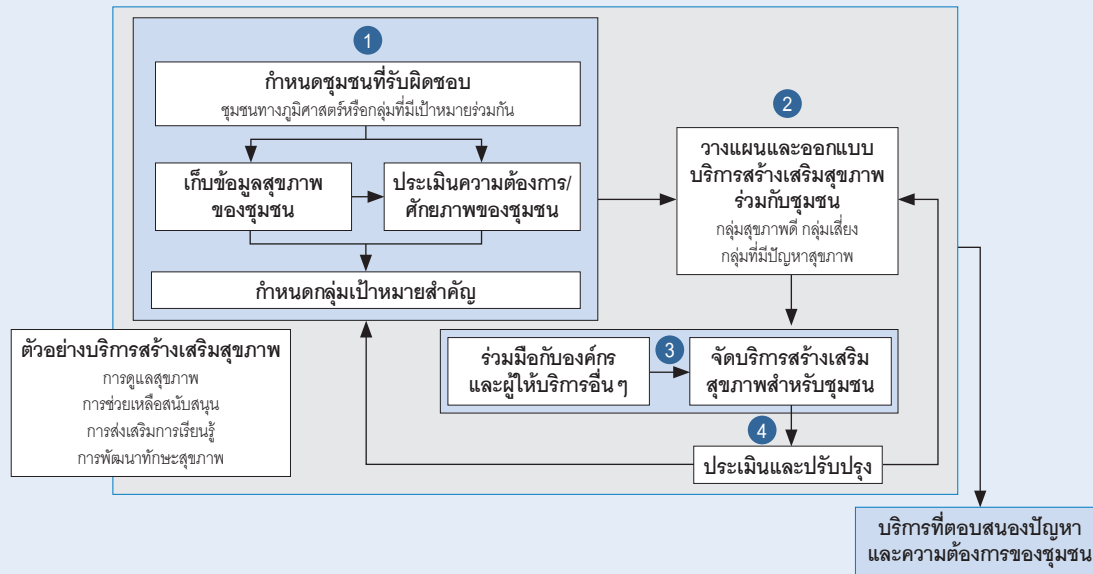 1
กำหนดชุมชนที่รับผิดชอบ
ชุมชนทางภูมิศาสตร์หรือกลุ่มที่มีเป้าหมายร่วมกัน
เก็บข้อมูลสุขภาพ
ของชุมชน
ประเมินความต้องการ/
ศักยภาพของชุมชน
กำหนดกลุ่มเป้าหมายสำคัญ
2
วางแผนและออกแบบ
บริการสร้างเสริมสุขภาพ
ร่วมกับชุมชน
กลุ่มสุขภาพดี กลุ่มเสี่ยง
กลุ่มที่มีปัญหาสุขภาพ
ตัวอย่างบริการสร้างเสริมสุขภาพ
การดูแลสุขภาพ
การช่วยเหลือสนับสนุน
การส่งเสริมการเรียนรู้
การพัฒนาทักษะสุขภาพ
ร่วมมือกับองค์กร
และผู้ให้บริการอื่น ๆ
3
จัดบริการสร้างเสริม
สุขภาพสำหรับชุมชน
4
ประเมินและปรับปรุง
บริการที่ตอบสนองปัญหา
และความต้องการของชุมชน